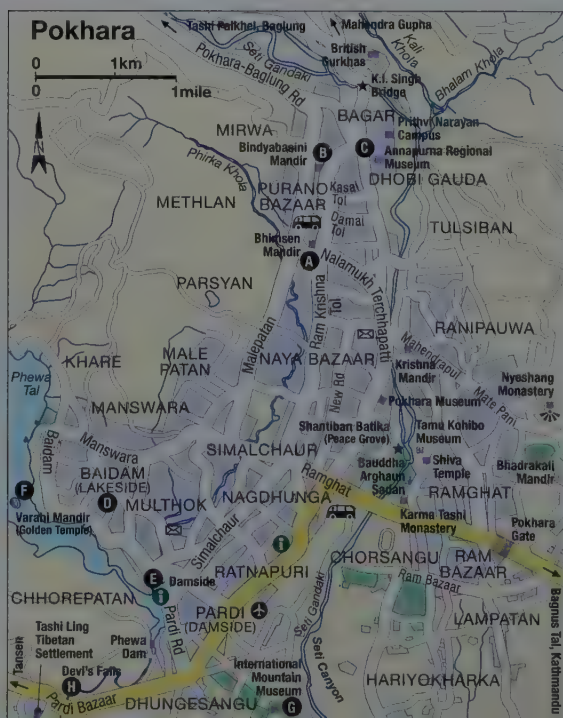 Pokhara
0 1km
0 1mile
N
Tashi Palkhel, Baglung
Mahendra Gupha
Seti Gandaki
Pokhara-Baglung Rd
British
Gurkhas
Kali
Khola
Bhalam Khola
K.I. Singh
Bridge
MIRWA
BAGAR
Prithvi Narayan
Campus
Bindyabasini
Mandir
B
C
Annapurna Regional
Museum
DHOBI GAUDA
Phirka Khola
METHLAN
PURANO
BAZAAR
Kasal
Tol
Damai
Tol
TULSIBAN
Bhimsen
Mandir
A
Nalamukh
Terchhapatti
PARSYAN
Malepatan
Ram Krishna
Tol
RANIPAUWA
Mahendrapul
KHARE
MALE
PATAN
NAYA BAZAAR
Krishna
Mandir
Mate Pani
Nyeshang
Monastery
Phewa
Tal
MANSWARA
New Rd
Pokhara Museum
Baidam
Manswara
SIMALCHAUR
Shantiban Batika
(Peace Grove)
Tamu Kohibo
Museum
BAIDAM
(LAKESIDE)
Bauddha
Arghaun
Sadan
Shiva
Temple
Bhadrakali
Mandir
F
D
MULTHOK
NAGDHUNGA
Ramghat
RAMGHAT
Varahi Mandir
(Golden Temple)
Simalchaur
Karma Tashi
Monastery
Pokhara
Gate
i
CHORSANGU
RAM
BAZAAR
E
Damside
RATNAPURI
Ram Bazaar
CHHOREPATAN
i
Pardi Rd
PARDI
(DAMSIDE)
Seti Gandaki
LAMPATAN
Tashi Ling
Tibetan
Settlement
Phewa
Dam
Seti Canyon
Bagnus Tal, Kathmandu
Tansen
Devi's Falls
H
International
Mountain
Museum
HARIYOKHARKA
Pardi Bazaar
DHUNGESANGU
G